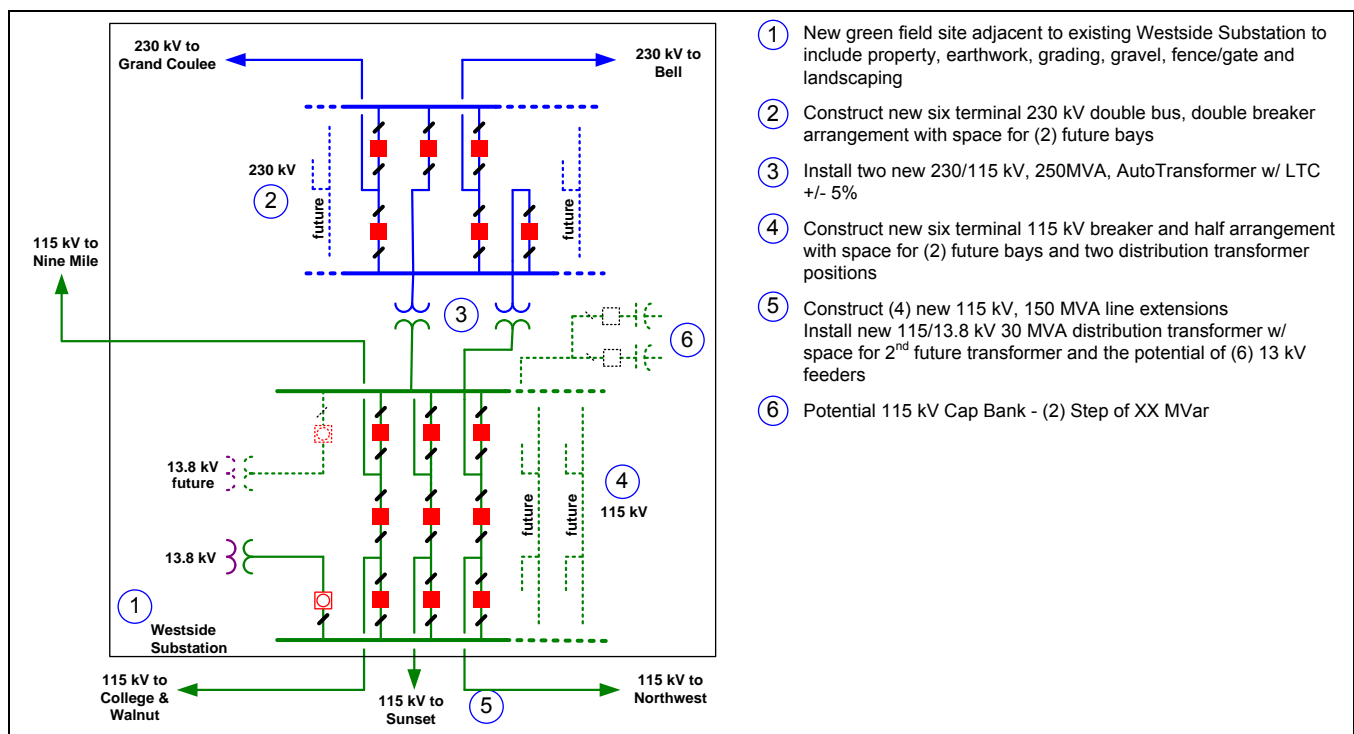 230 kV to
Grand Coulee
230 kV to
Bell
230 kV
2
future
future
115 kV to
Nine Mile
3
6
13.8 kV
future
future
future
4
115 kV
13.8 kV
1
Westside
Substation
115 kV to
College &
Walnut
115 kV to
Sunset
5
115 kV to
Northwest
1 New green field site adjacent to existing Westside Substation to
include property, earthwork, grading, gravel, fence/gate and
landscaping
2 Construct new six terminal 230 kV double bus, double breaker
arrangement with space for (2) future bays
3 Install two new 230/115 kV, 250MVA, AutoTransformer w/ LTC
+/- 5%
4 Construct new six terminal 115 kV breaker and half arrangement
with space for (2) future bays and two distribution transformer
positions
5 Construct (4) new 115 kV, 150 MVA line extensions
Install new 115/13.8 kV 30 MVA distribution transformer w/
space for 2nd future transformer and the potential of (6) 13 kV
feeders
6 Potential 115 kV Cap Bank - (2) Step of XX MVar